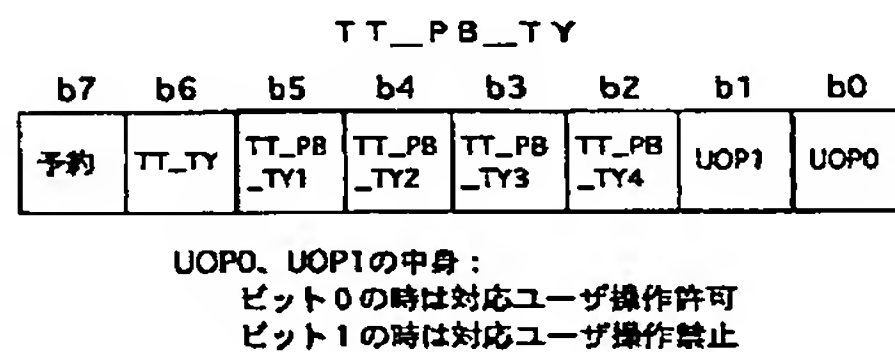 TT__PB__TY
b7 b6 b5 b4 b3 b2 b1 b0
予約 TT_TY TT_PB_TY1 TT_PB_TY2 TT_PB_TY3 TT_PB_TY4 UOP1 UOP0
UOP0、UOP1の中身：
ビット0の時は対応ユーザ操作許可
ビット1の時は対応ユーザ操作禁止